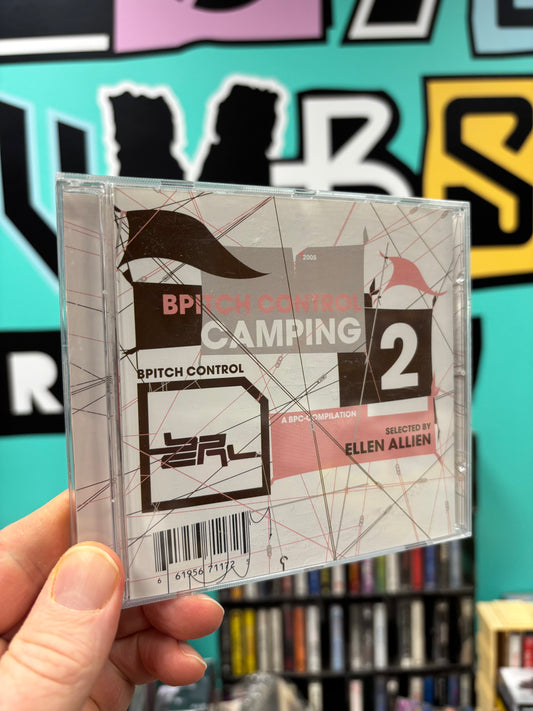 2005
BPITCH CONTROL
CAMPING
2
BPITCH CONTROL
A BPC-COMPILATION
SELECTED BY
ELLEN ALLIEN
6 61956 71172